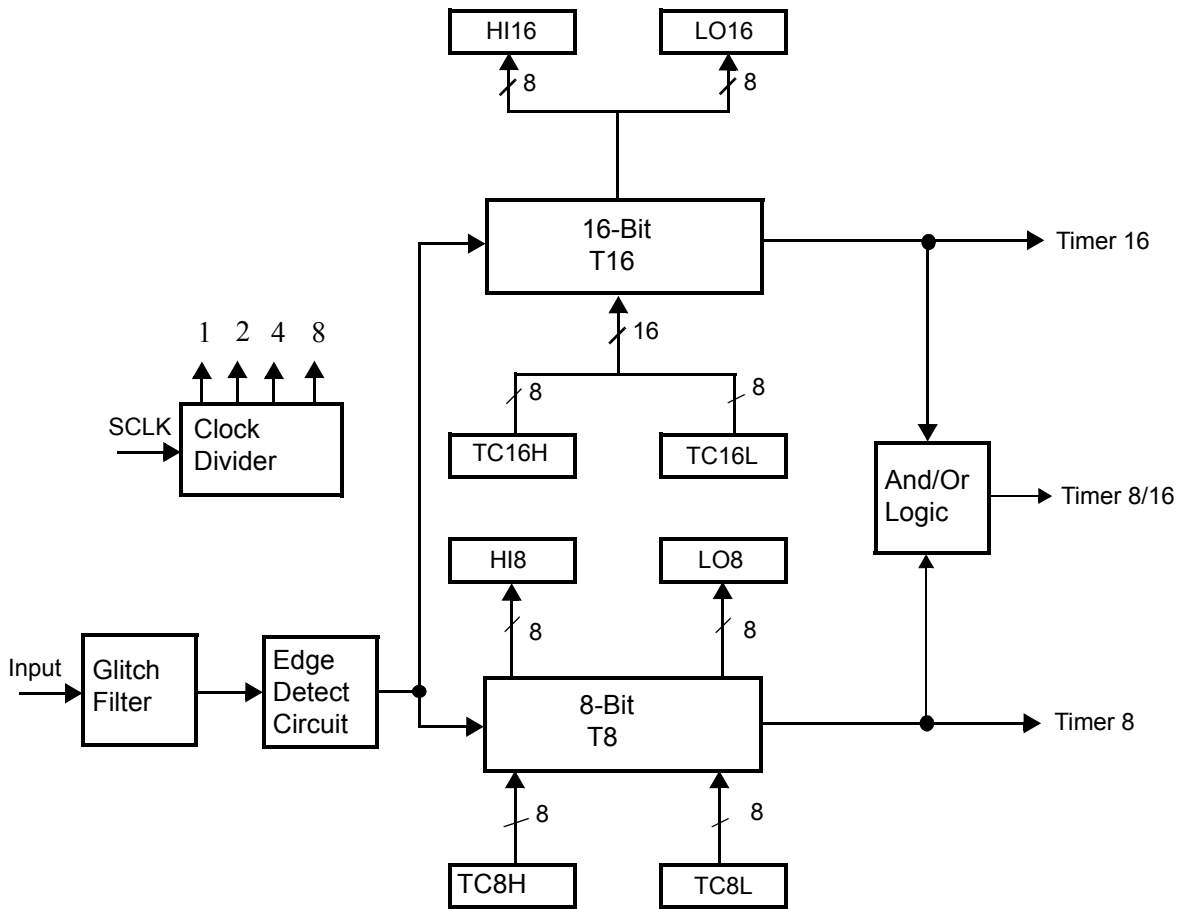 HI16
LO16
8
8
16-Bit
T16
Timer 16
16
1 2 4 8
8
8
SCLK
Clock
Divider
TC16H
TC16L
And/Or
Logic
Timer 8/16
HI8
LO8
8
8
Input
Glitch
Filter
Edge
Detect
Circuit
8-Bit
T8
Timer 8
8
8
TC8H
TC8L